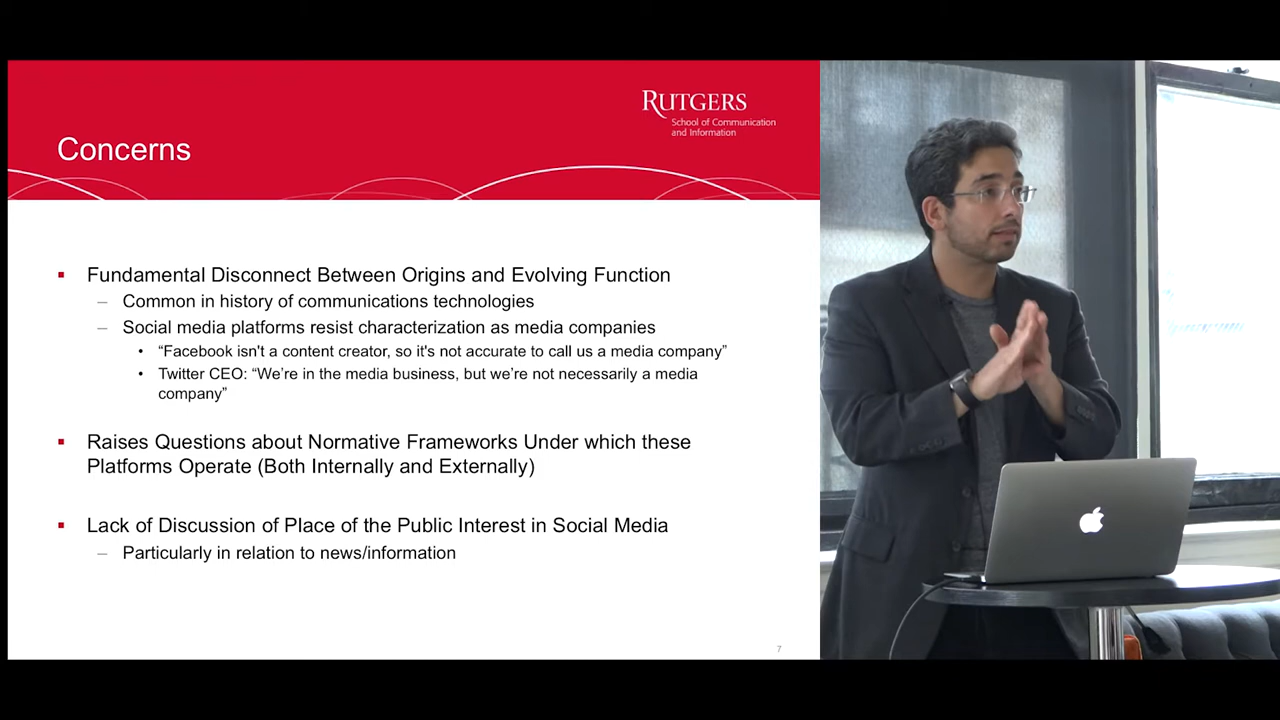 RUTGERS
School of Communication
and Information
Concerns
▪ Fundamental Disconnect Between Origins and Evolving Function
– Common in history of communications technologies
– Social media platforms resist characterization as media companies
• “Facebook isn't a content creator, so it's not accurate to call us a media company”
• Twitter CEO: “We’re in the media business, but we’re not necessarily a media
company”
▪ Raises Questions about Normative Frameworks Under which these
Platforms Operate (Both Internally and Externally)
▪ Lack of Discussion of Place of the Public Interest in Social Media
– Particularly in relation to news/information
7